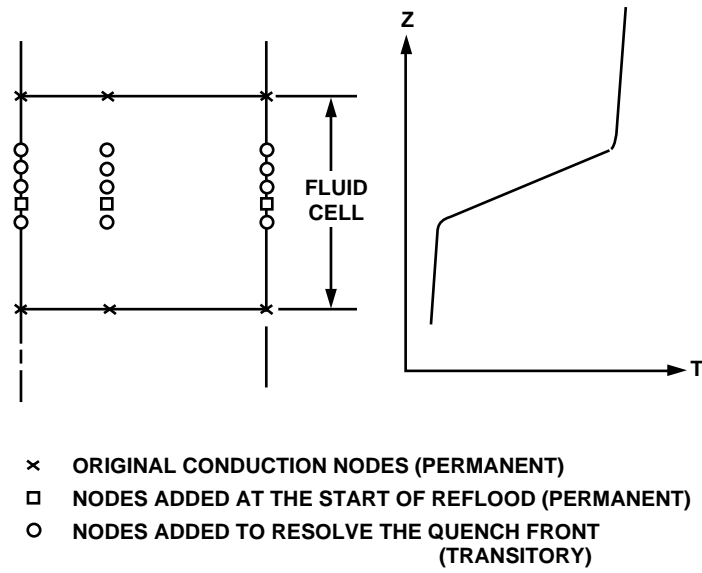 Z
FLUID
CELL
T
× ORIGINAL CONDUCTION NODES (PERMANENT)
□ NODES ADDED AT THE START OF REFLOOD (PERMANENT)
○ NODES ADDED TO RESOLVE THE QUENCH FRONT
(TRANSITORY)